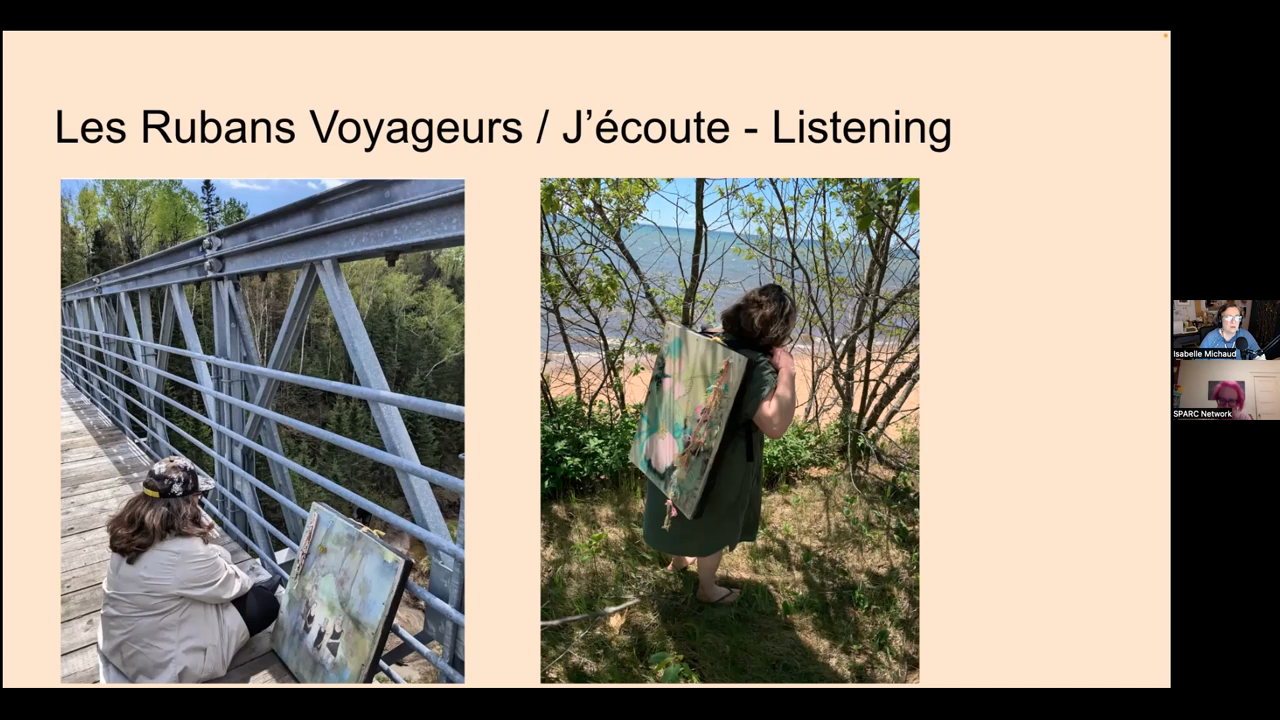 Les Rubans Voyageurs / J’écoute - Listening
Isabelle Michaud
SPARC Network